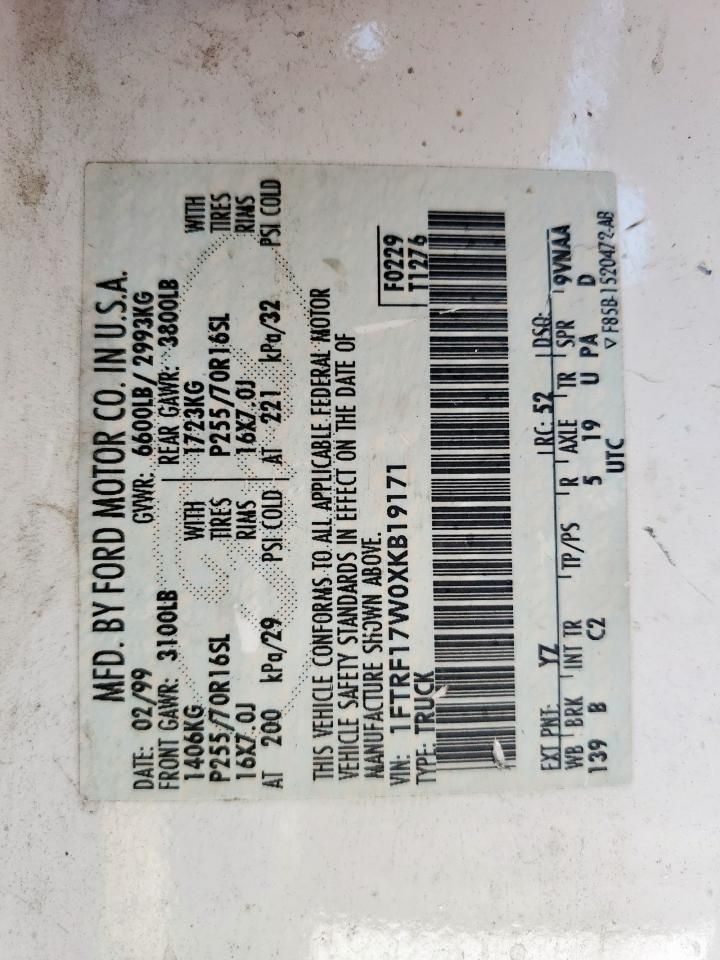 MFD. BY FORD MOTOR CO. IN U.S.A.
DATE: 02/99 GVWR: 6600LB/ 2993KG
FRONT GAWR: 3100LB REAR GAWR: 3800LB
1406KG WITH 1723KG WITH
P255/70R16SL TIRES P255/70R16SL TIRES
16X7.0J RIMS 16X7.0J RIMS
AT 200 kPa/29 PSI COLD AT 221 kPa/32 PSI COLD
THIS VEHICLE CONFORMS TO ALL APPLICABLE FEDERAL MOTOR
VEHICLE SAFETY STANDARDS IN EFFECT ON THE DATE OF
MANUFACTURE SHOWN ABOVE.
VIN: 1FTRF17W0XKB19171 F0229
TYPE: TRUCK T1276
EXT PNT: YZ RC: 52 DSO:
WB BRK INT TR TP/PS R AXLE TR SPR 9VNAA
139 B C2 5 19 U PA D
UTC ▽ F85B-1520472-AB